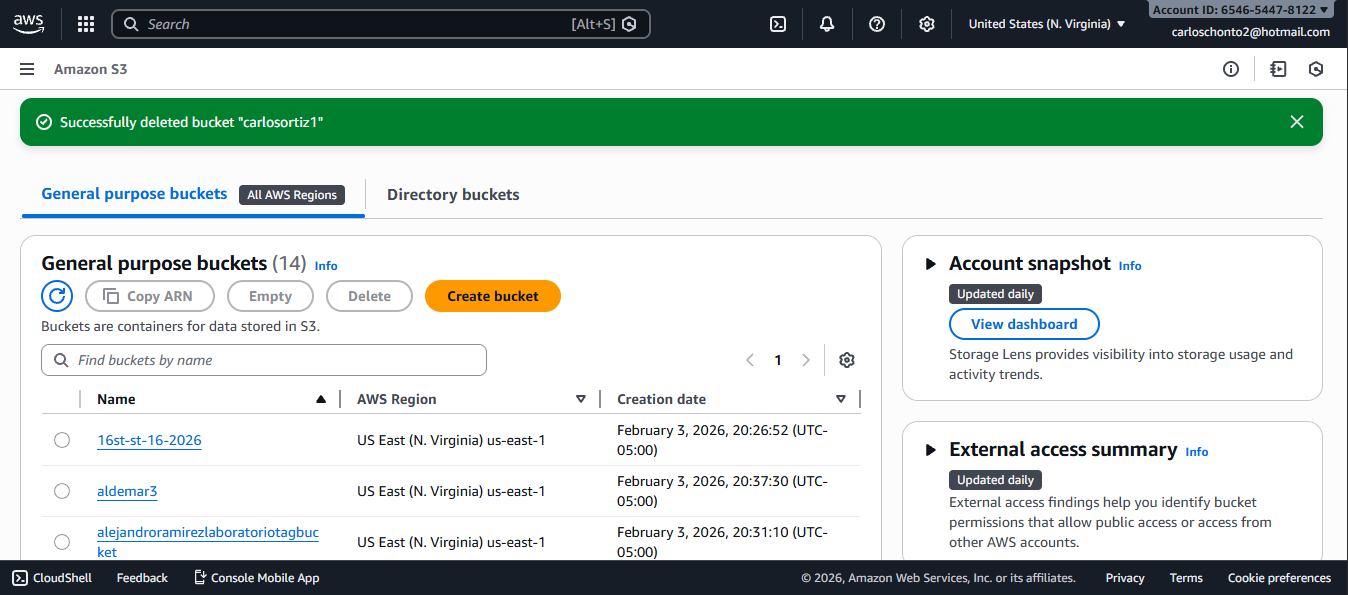 aws
Search
[Alt+S]
United States (N. Virginia)
Account ID: 6546-5447-8122
carloschonto2@hotmail.com
Amazon S3
Successfully deleted bucket "carlosortiz1"
General purpose buckets
All AWS Regions
Directory buckets
General purpose buckets (14) Info
Copy ARN
Empty
Delete
Create bucket
Buckets are containers for data stored in S3.
Find buckets by name
1
Name
AWS Region
Creation date
16st-st-16-2026
US East (N. Virginia) us-east-1
February 3, 2026, 20:26:52 (UTC-
05:00)
aldemar3
US East (N. Virginia) us-east-1
February 3, 2026, 20:37:30 (UTC-
05:00)
alejandroramirezlaboratoriotagbuc
ket
US East (N. Virginia) us-east-1
February 3, 2026, 20:31:10 (UTC-
05:00)
Account snapshot Info
Updated daily
View dashboard
Storage Lens provides visibility into storage usage and
activity trends.
External access summary Info
Updated daily
External access findings help you identify bucket
permissions that allow public access or access from
other AWS accounts.
CloudShell
Feedback
Console Mobile App
© 2026, Amazon Web Services, Inc. or its affiliates.
Privacy
Terms
Cookie preferences